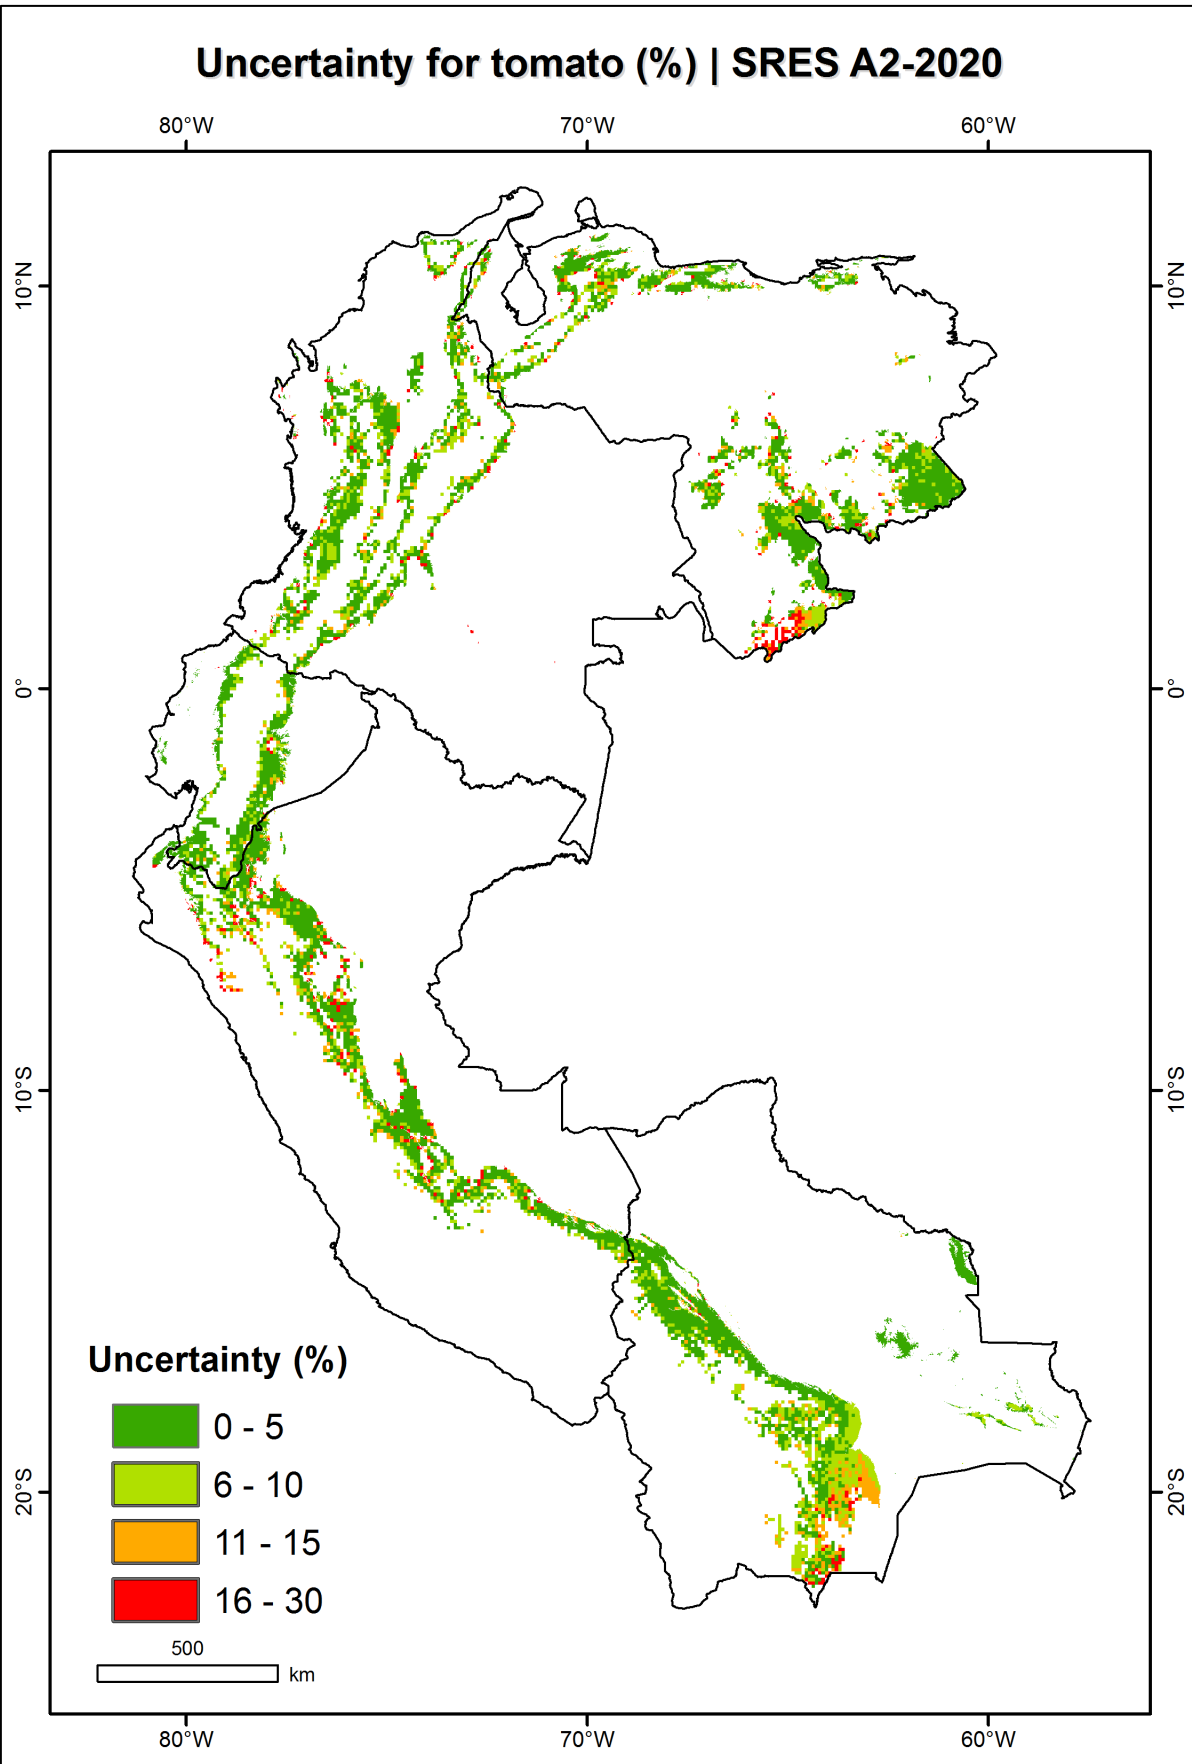 Uncertainty for tomato (%) | SRES A2-2020
80°W 70°W 60°W
10°N 10°N
0° 0°
10°S 10°S
20°S 20°S
Uncertainty (%)
0 - 5
6 - 10
11 - 15
16 - 30
500
km
80°W 70°W 60°W